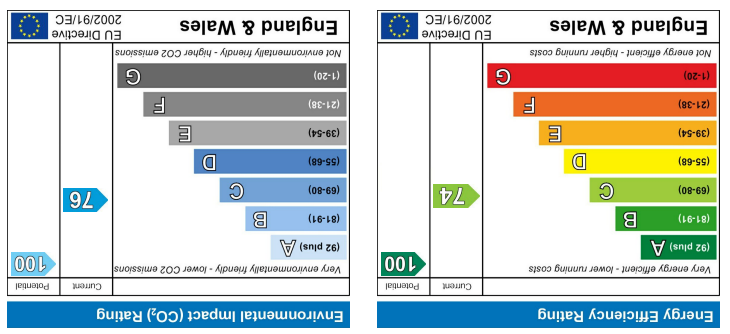 Energy Efficiency Rating
Current
Potential
Very energy efficient - lower running costs
(92 plus) A
(81-91) B
(69-80) C
(55-68) D
(39-54) E
(21-38) F
(1-20) G
74
100
Not energy efficient - higher running costs
England & Wales
EU Directive
2002/91/EC
Environmental Impact (CO₂) Rating
Current
Potential
Very environmentally friendly - lower CO2 emissions
(92 plus) A
(81-91) B
(69-80) C
(55-68) D
(39-54) E
(21-38) F
(1-20) G
76
100
Not environmentally friendly - higher CO2 emissions
England & Wales
EU Directive
2002/91/EC